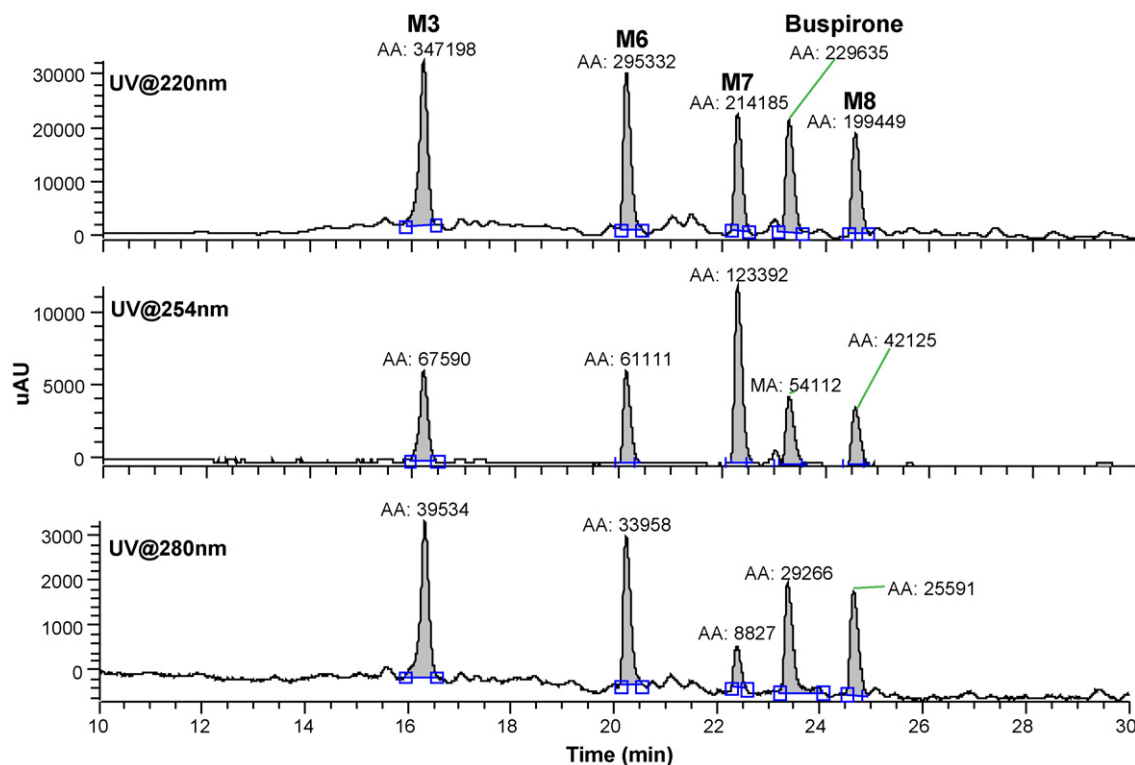 M3
AA: 347198
M6
AA: 295332
M7
AA: 214185
Buspirone
AA: 229635
M8
AA: 199449
UV@220nm
30000
20000
10000
0
UV@254nm
AA: 67590
AA: 61111
AA: 123392
MA: 54112
AA: 42125
10000
5000
0
uAU
UV@280nm
AA: 39534
AA: 33958
AA: 8827
AA: 29266
AA: 25591
3000
2000
1000
0
10 12 14 16 18 20 22 24 26 28 30
Time (min)